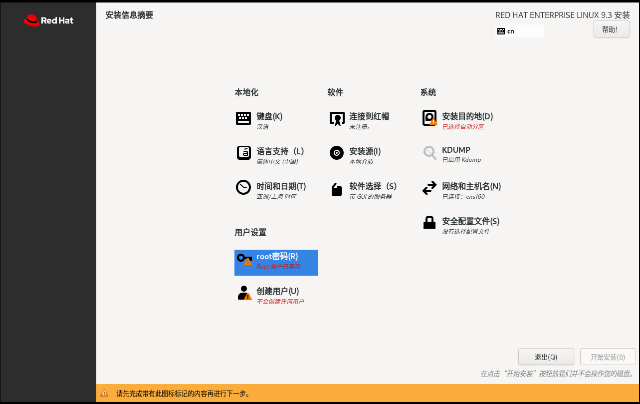 Red Hat
安装信息摘要
RED HAT ENTERPRISE LINUX 9.3 安装
cn
帮助!
本地化
软件
系统
键盘(K)
汉语
连接到红帽
未注册。
安装目的地(D)
已选择自动分区
语言支持（L）
简体中文 (中国)
安装源(I)
本地介质
KDUMP
已启用 Kdump
时间和日期(T)
亚洲/上海 时区
软件选择（S）
带 GUI 的服务器
网络和主机名(N)
已连接：ens160
安全配置文件(S)
没有选择配置文件
用户设置
root密码(R)
Root 账户已禁用
创建用户(U)
不会创建任何用户
退出(Q)
开始安装(B)
在点击“开始安装”按钮前我们并不会操作您的磁盘。
请先完成带有此图标标记的内容再进行下一步。